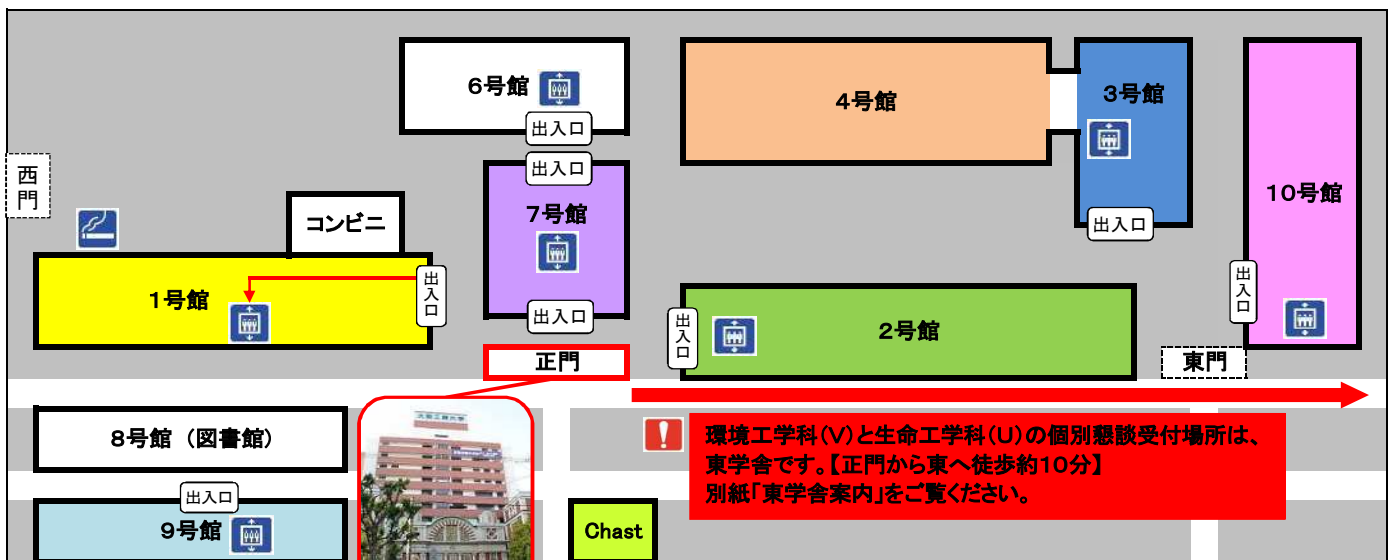 6号館
出入口
4号館
3号館
出入口
10号館
出入口
西門
コンビニ
出入口
7号館
出入口
1号館
出入口
出入口
2号館
正門
東門
8号館 (図書館)
大阪工業大学
環境工学科(V)と生命工学科(U)の個別懇談受付場所は、
東学舎です。【正門から東へ徒歩約10分】
別紙「東学舎案内」をご覧ください。
出入口
9号館
Chast